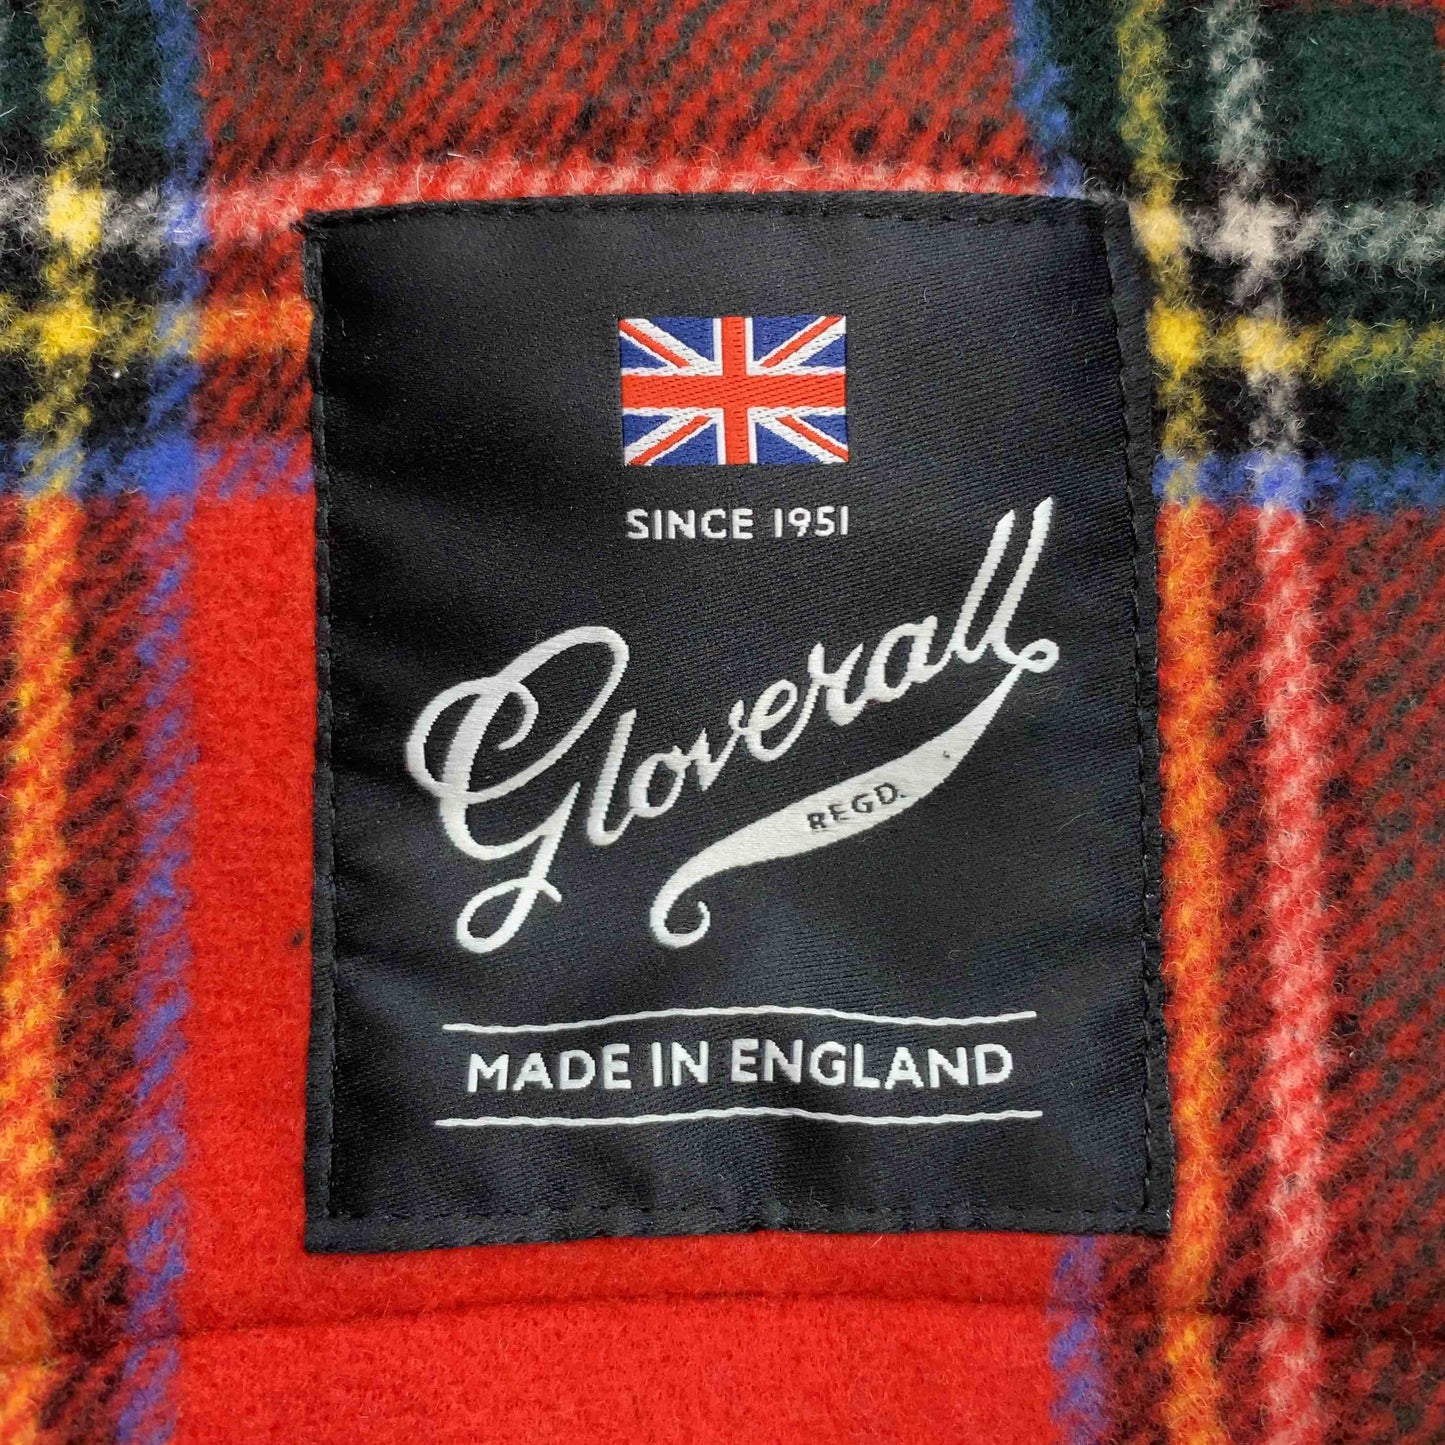 SINCE 1951
Gloverall
REGD.
MADE IN ENGLAND